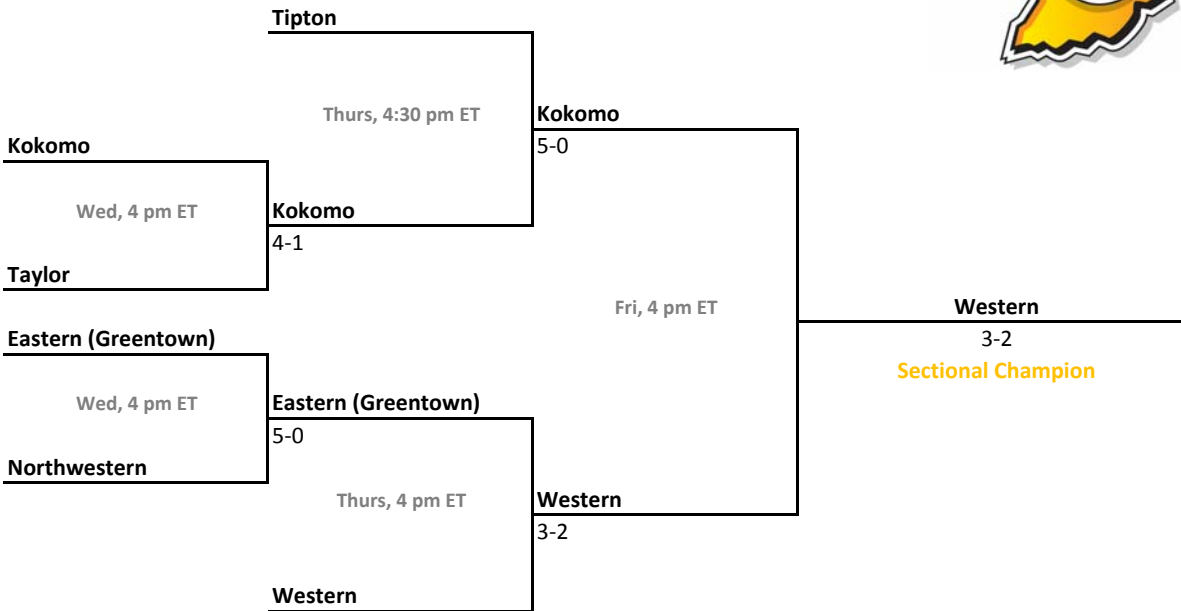 Tipton
Thurs, 4:30 pm ET
Kokomo
Kokomo
5-0
Wed, 4 pm ET
Kokomo
4-1
Taylor
Fri, 4 pm ET
Western
Eastern (Greentown)
3-2
Sectional Champion
Wed, 4 pm ET
Eastern (Greentown)
5-0
Northwestern
Thurs, 4 pm ET
Western
3-2
Western